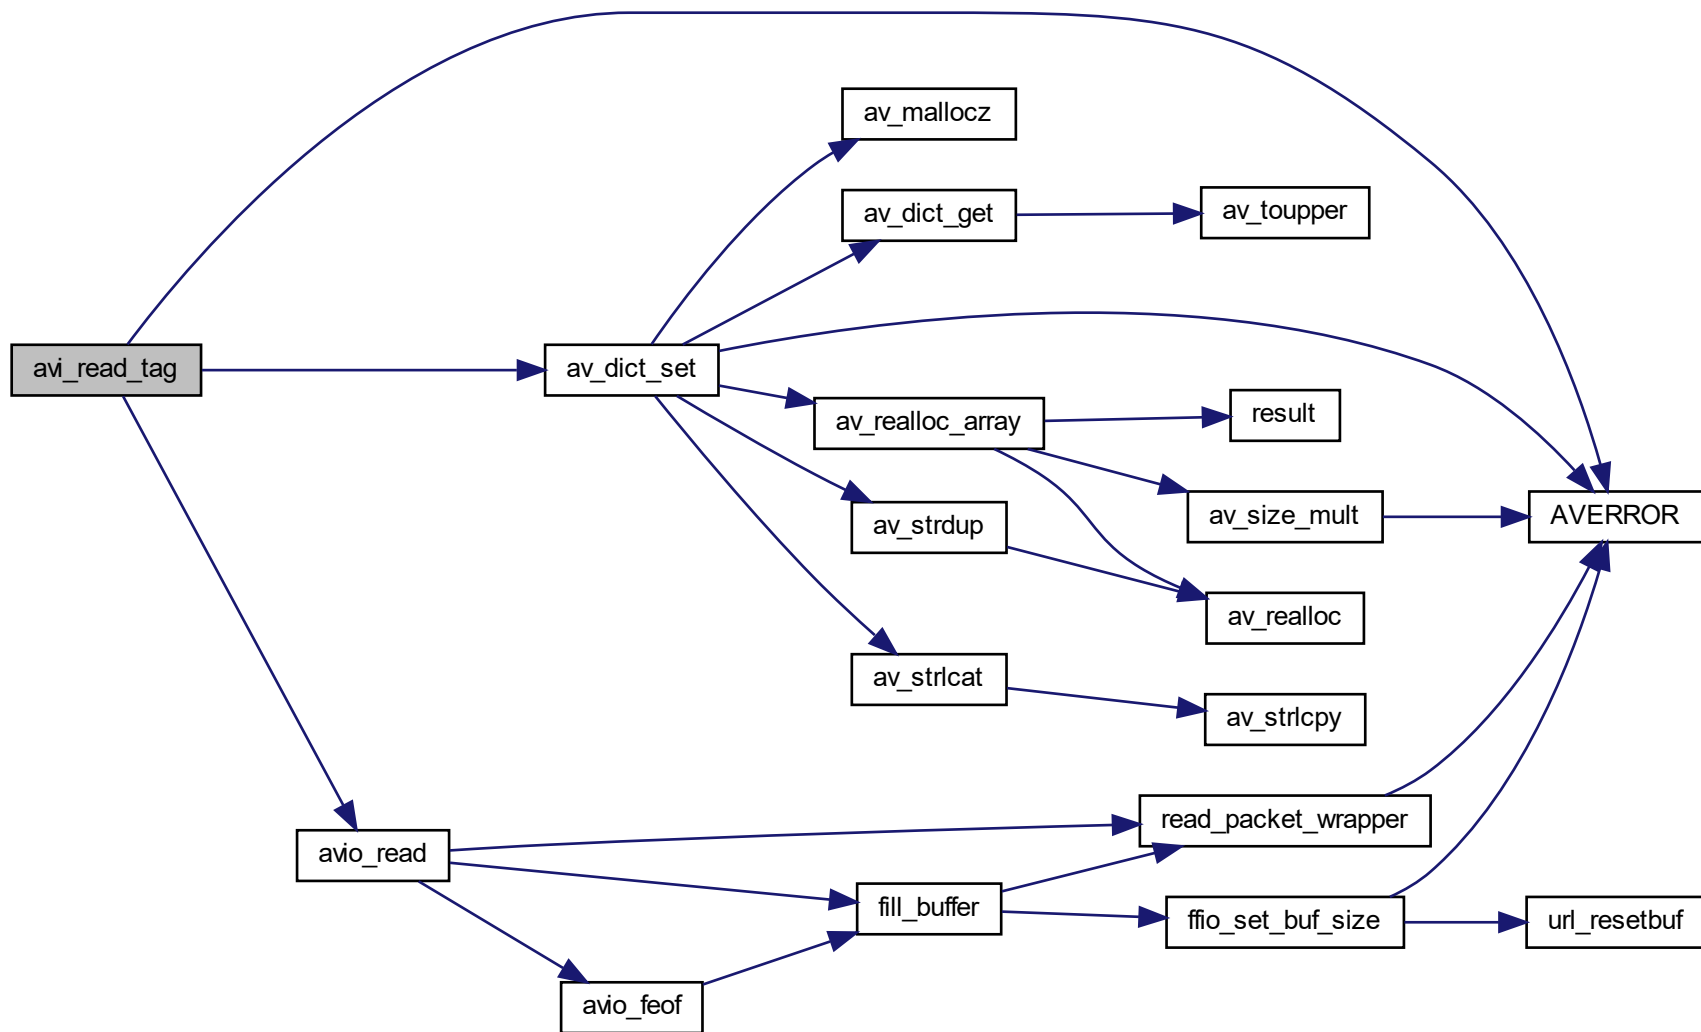 av_mallocz
av_dict_get
av_toupper
avi_read_tag
av_dict_set
av_realloc_array
result
av_strdup
av_size_mult
AVERROR
av_realloc
av_strlcat
av_strlcpy
avio_read
read_packet_wrapper
fill_buffer
ffio_set_buf_size
url_resetbuf
avio_feof